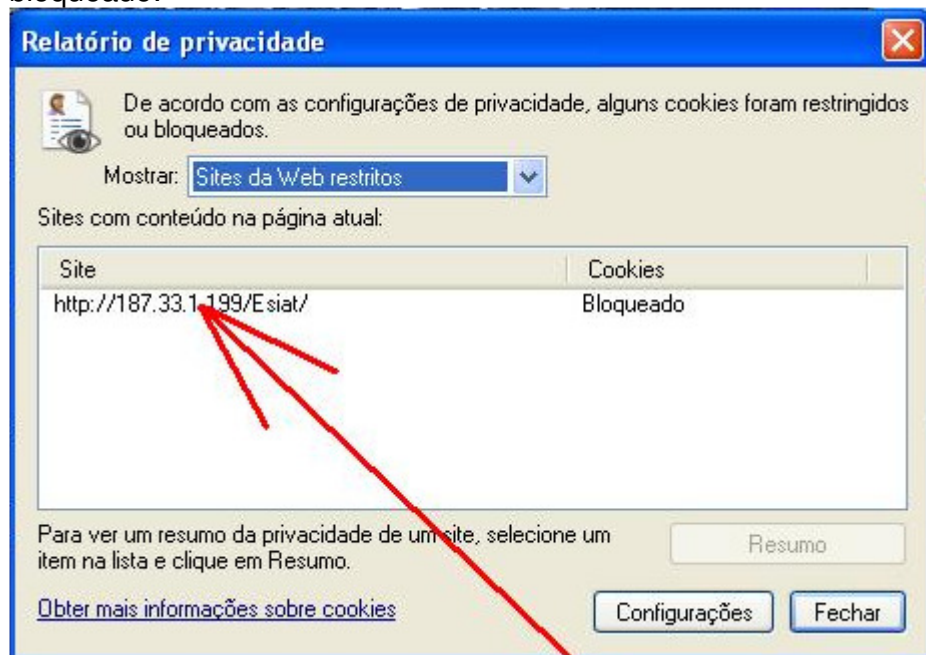 bloqueado.
Relatório de privacidade
De acordo com as configurações de privacidade, alguns cookies foram restringidos
ou bloqueados.
Mostrar: Sites da Web restritos
Sites com conteúdo na página atual:
Site Cookies
http://187.33.1.199/Esiat/ Bloqueado
Para ver um resumo da privacidade de um site, selecione um
item na lista e clique em Resumo.
Resumo
Obter mais informações sobre cookies
Configurações Fechar